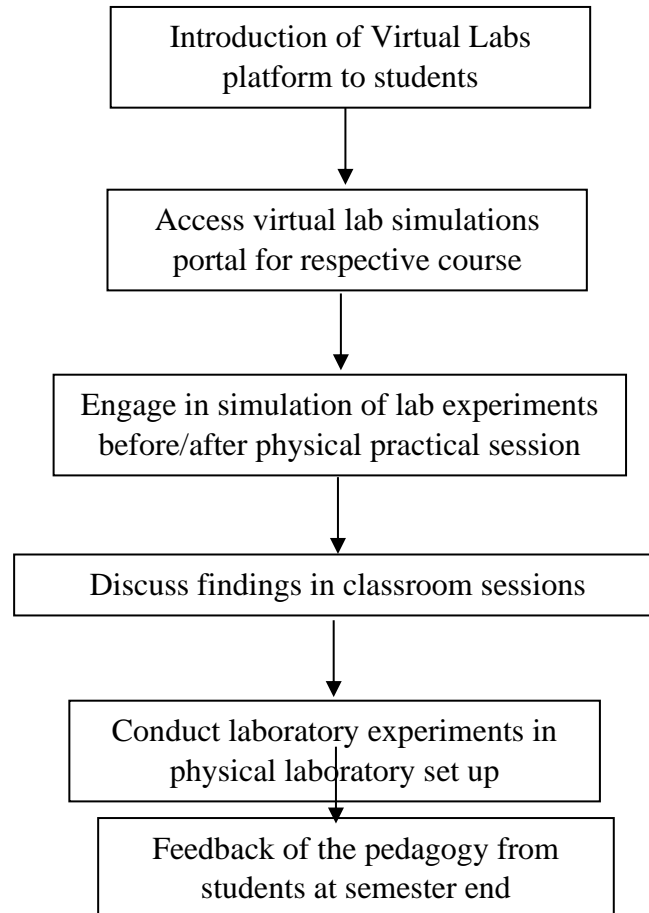 Introduction of Virtual Labs
platform to students
Access virtual lab simulations
portal for respective course
Engage in simulation of lab experiments
before/after physical practical session
Discuss findings in classroom sessions
Conduct laboratory experiments in
physical laboratory set up
Feedback of the pedagogy from
students at semester end